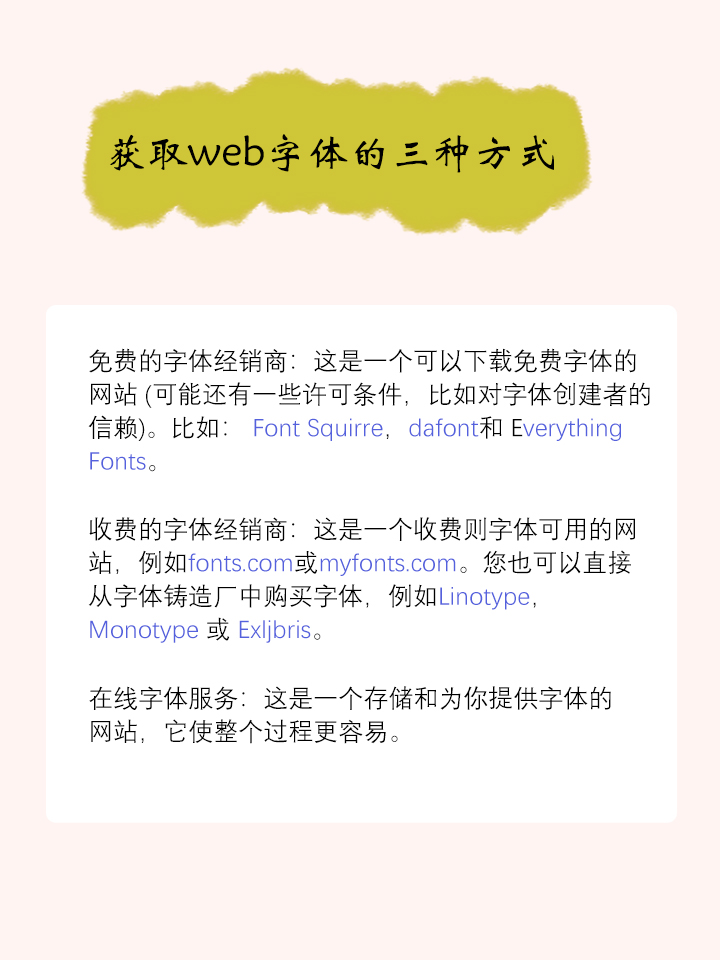 获取web字体的三种方式
免费的字体经销商：这是一个可以下载免费字体的
网站 (可能还有一些许可条件，比如对字体创建者的
信赖)。比如： Font Squirre，dafont和 Everything
Fonts。
收费的字体经销商：这是一个收费则字体可用的网
站，例如fonts.com或myfonts.com。您也可以直接
从字体铸造厂中购买字体，例如Linotype，
Monotype 或 Exljbris。
在线字体服务：这是一个存储和为你提供字体的
网站，它使整个过程更容易。